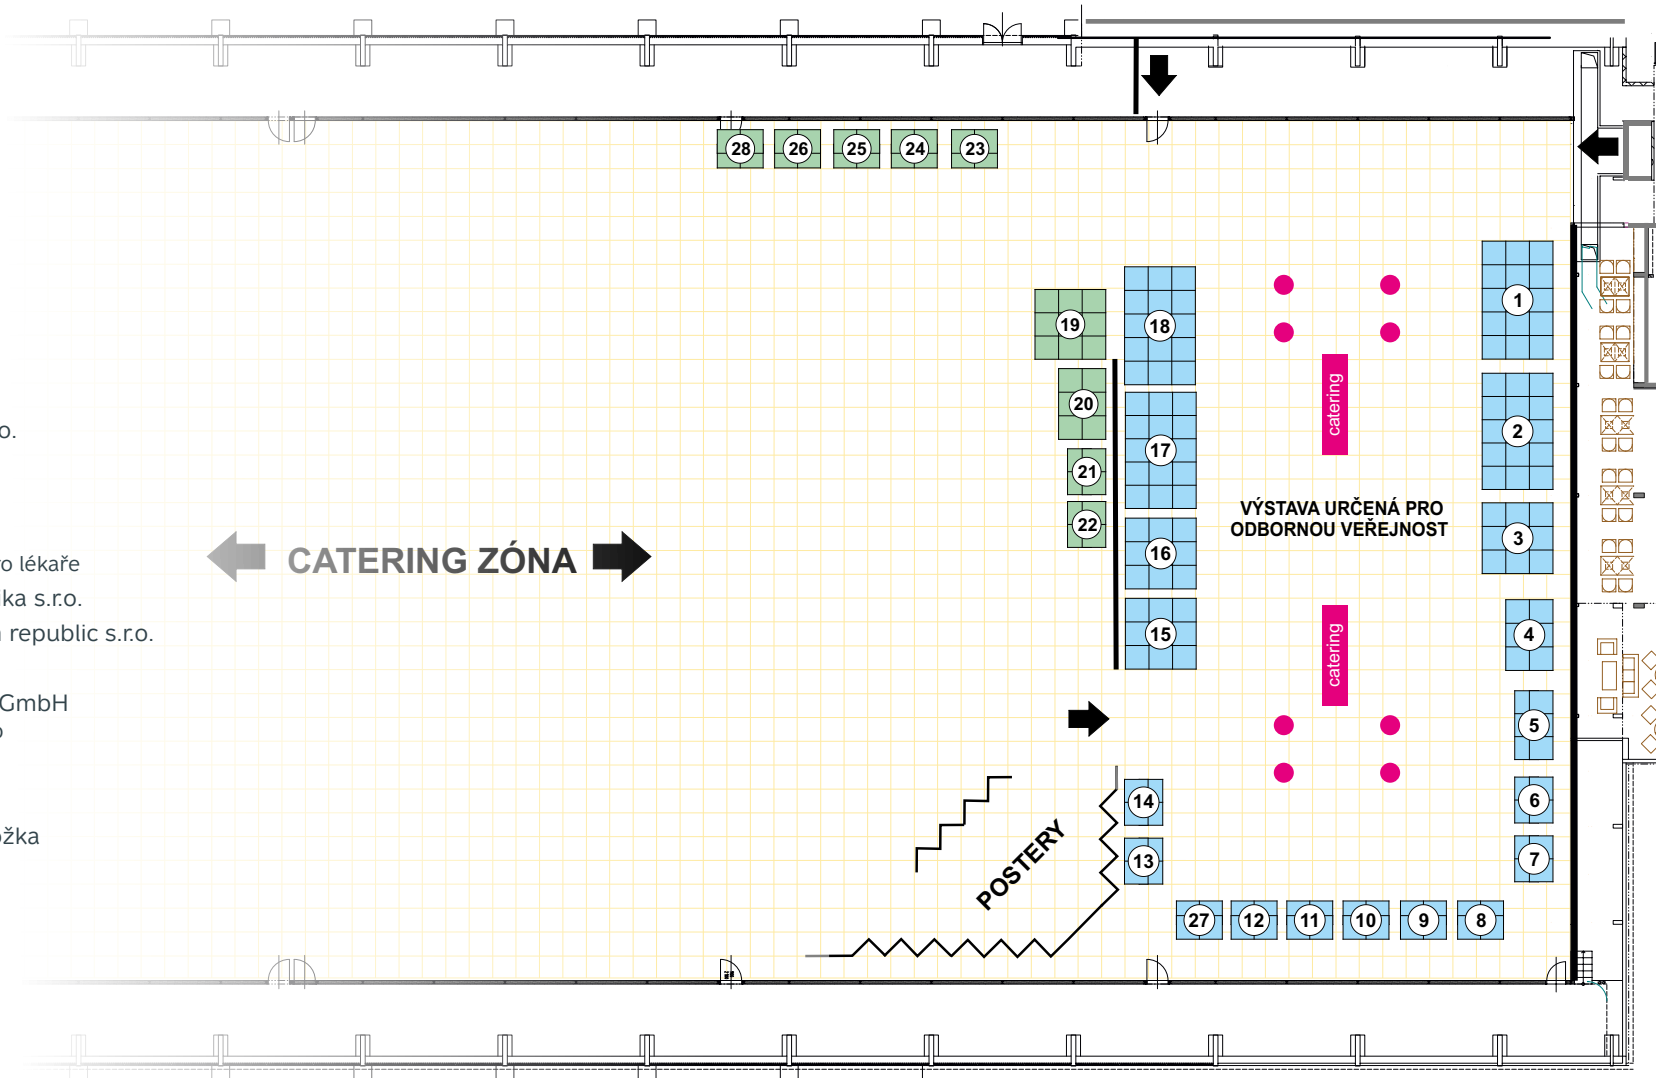 28 26 25 24 23
1
19 18
20 catering
2
o.
17
21
VÝSTAVA URČENÁ PRO
ODBORNOU VEŘEJNOST
22
3
16
CATERING ZÓNA
o lékaře
ka s.r.o.
republic s.r.o.
15 catering 4
GmbH
5
14 6
ožka
POSTERY
13 7
27 12 11 10 9 8